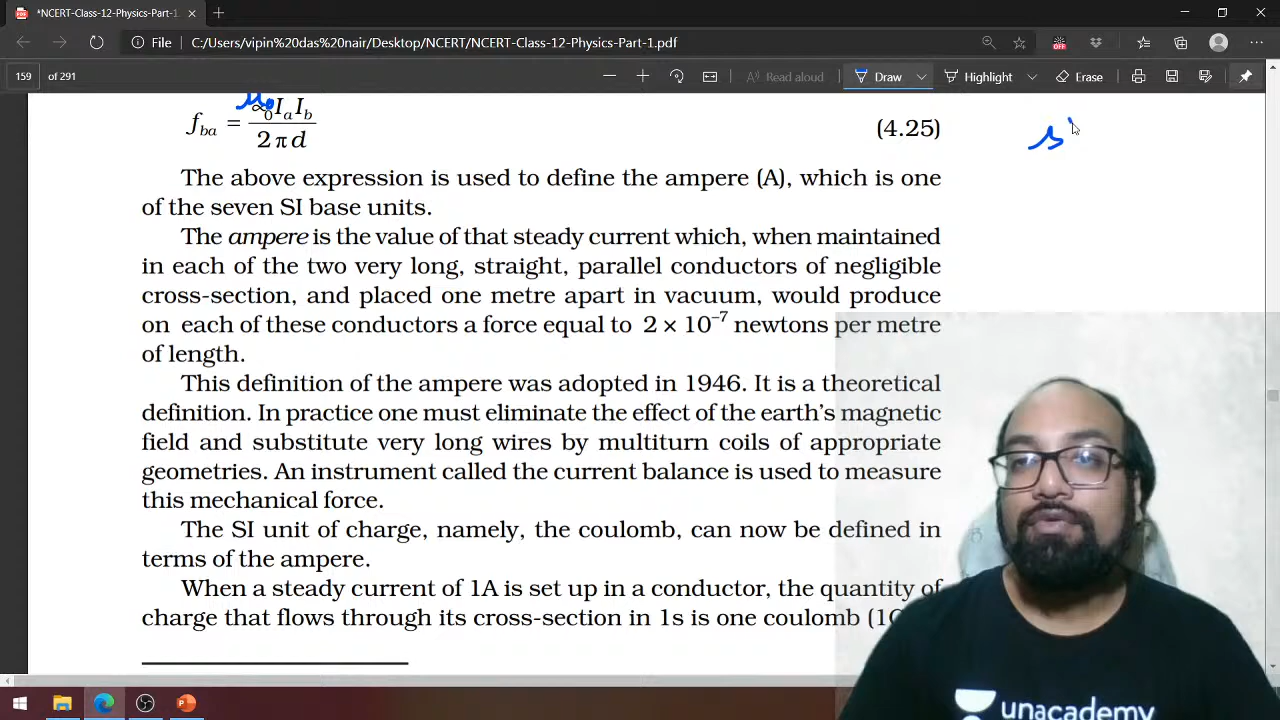 *NCERT-Class-12-Physics-Part-1.
File C:/Users/vipin%20das%20nair/Desktop/NCERT/NCERT-Class-12-Physics-Part-1.pdf
159 of 291 Read aloud Draw Highlight Erase
μ0
f_ba = ∝₀I_aI_b / 2πd (4.25)
The above expression is used to define the ampere (A), which is one
of the seven SI base units.
The ampere is the value of that steady current which, when maintained
in each of the two very long, straight, parallel conductors of negligible
cross-section, and placed one metre apart in vacuum, would produce
on each of these conductors a force equal to 2 × 10⁻⁷ newtons per metre
of length.
This definition of the ampere was adopted in 1946. It is a theoretical
definition. In practice one must eliminate the effect of the earth's magnetic
field and substitute very long wires by multiturn coils of appropriate
geometries. An instrument called the current balance is used to measure
this mechanical force.
The SI unit of charge, namely, the coulomb, can now be defined in
terms of the ampere.
When a steady current of 1A is set up in a conductor, the quantity of
charge that flows through its cross-section in 1s is one coulomb (1C
unacademy